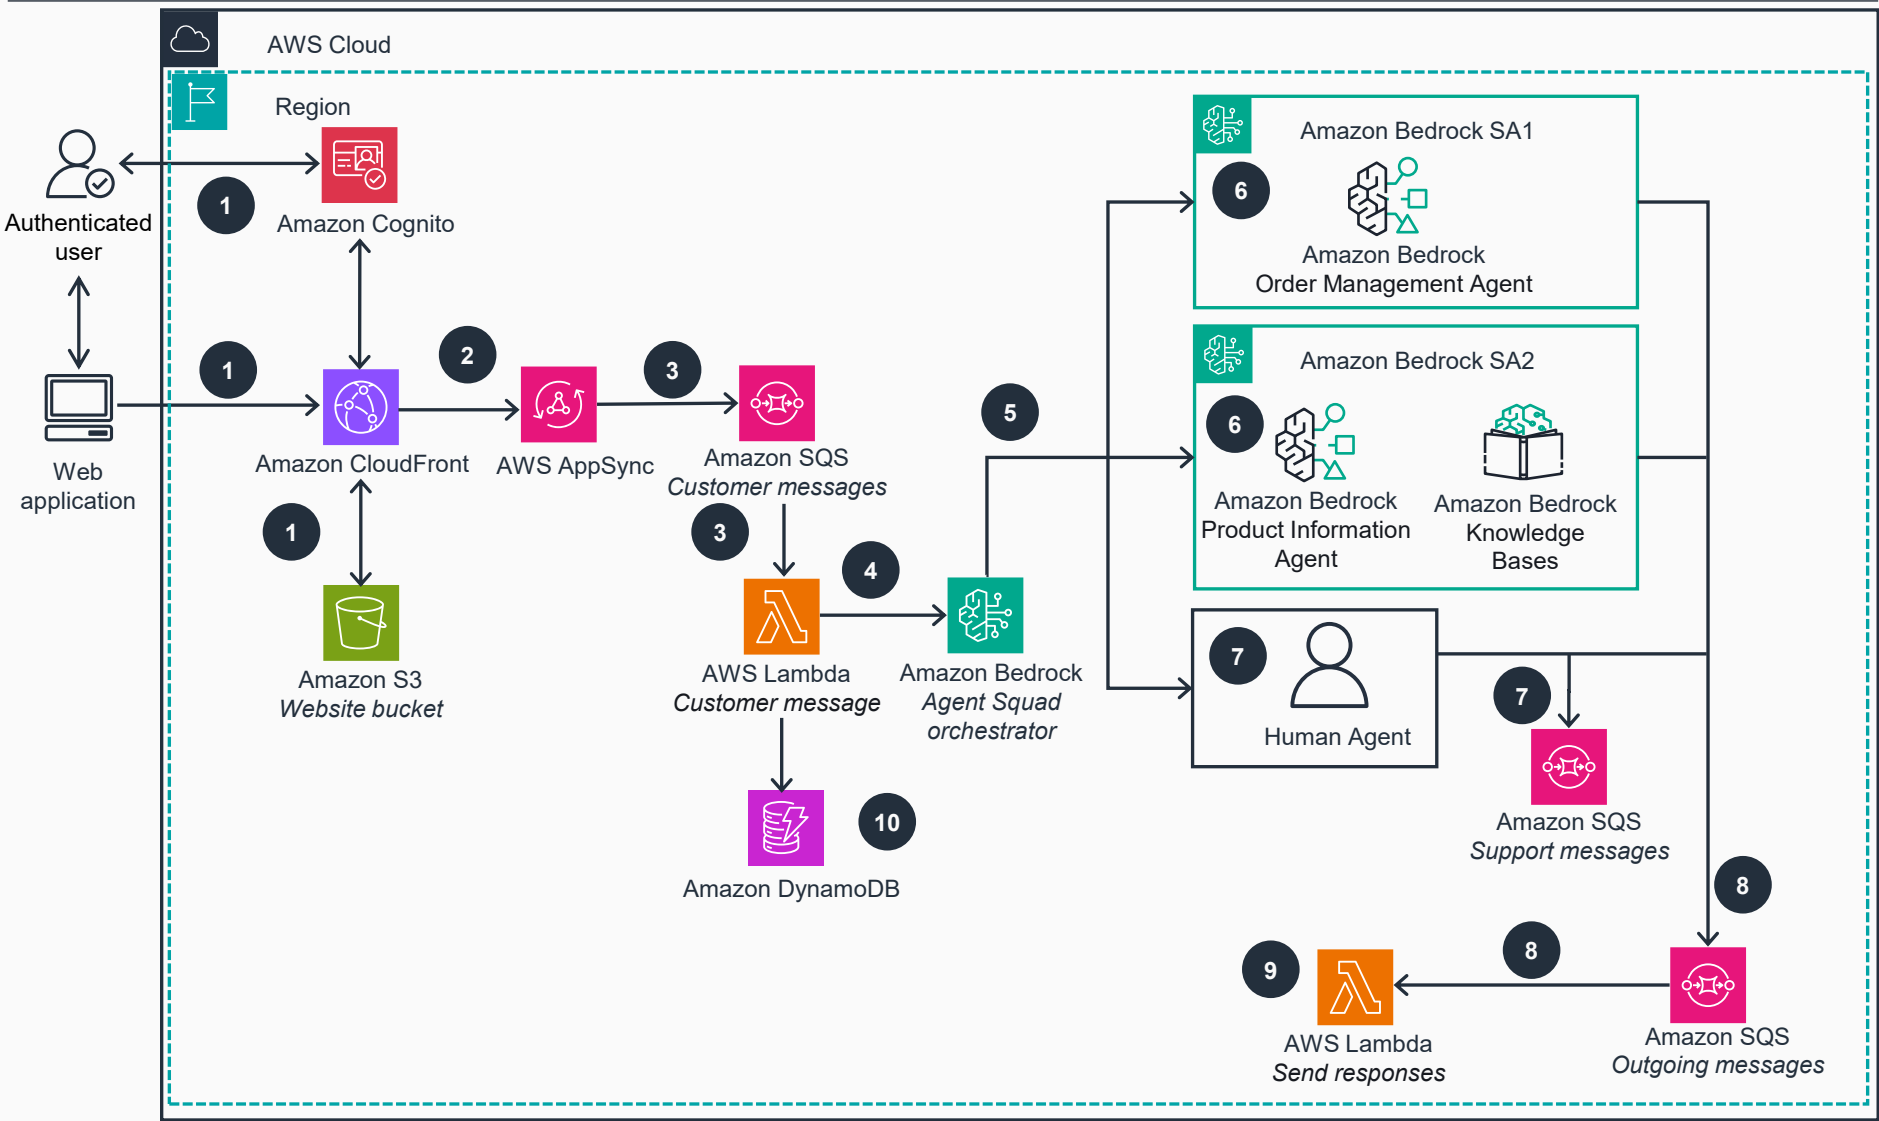 AWS Cloud
Region
Authenticated
user
1
Amazon Cognito
Web
application
1
Amazon CloudFront
1
Amazon S3
Website bucket
2
AWS AppSync
3
Amazon SQS
Customer messages
3
AWS Lambda
Customer message
4
Amazon Bedrock
Agent Squad
orchestrator
10
Amazon DynamoDB
5
Amazon Bedrock SA1
6
Amazon Bedrock
Order Management Agent
Amazon Bedrock SA2
6
Amazon Bedrock
Product Information
Agent
Amazon Bedrock
Knowledge
Bases
7
Human Agent
7
Amazon SQS
Support messages
8
Amazon SQS
Outgoing messages
8
9
AWS Lambda
Send responses